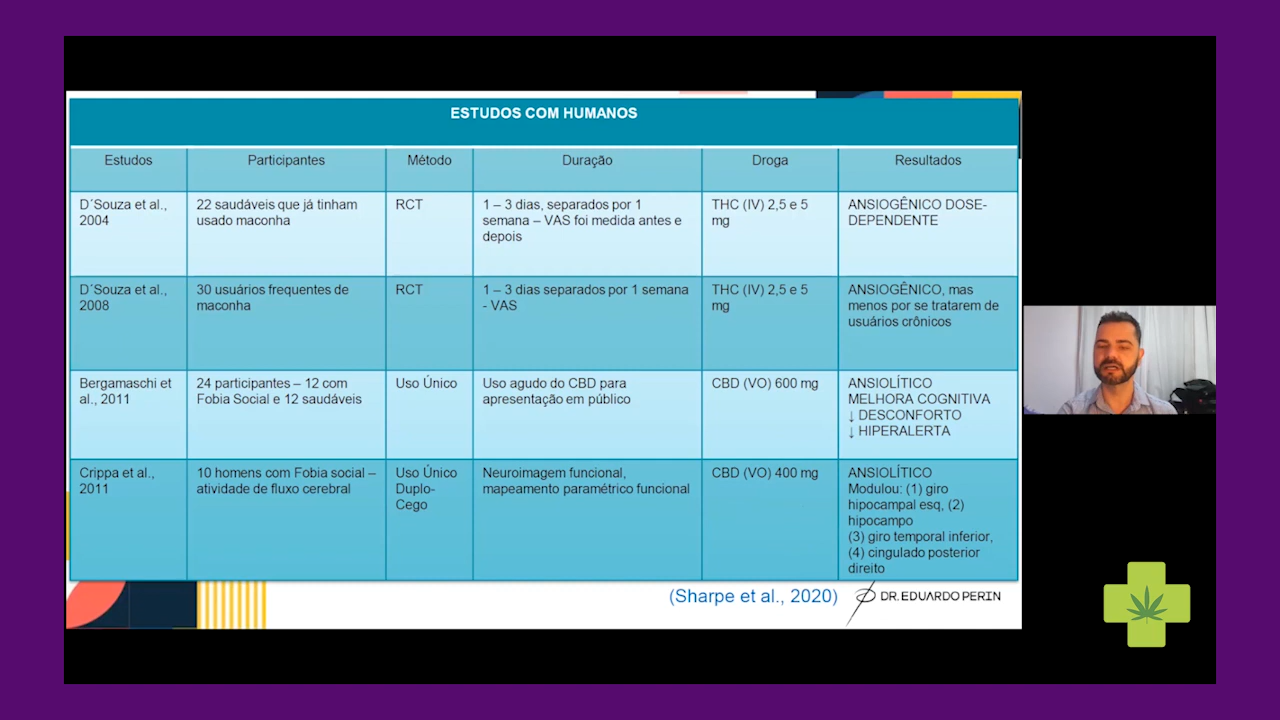 ESTUDOS COM HUMANOS
Estudos
Participantes
Método
Duração
Droga
Resultados
D´Souza et al.,
2004
22 saudáveis que já tinham
usado maconha
RCT
1 – 3 dias, separados por 1
semana – VAS foi medida antes e
depois
THC (IV) 2,5 e 5
mg
ANSIOGÊNICO DOSE-
DEPENDENTE
D´Souza et al.,
2008
30 usuários frequentes de
maconha
RCT
1 – 3 dias separados por 1 semana
- VAS
THC (IV) 2,5 e 5
mg
ANSIOGÊNICO, mas
menos por se tratarem de
usuários crônicos
Bergamaschi et
al., 2011
24 participantes – 12 com
Fobia Social e 12 saudáveis
Uso Único
Uso agudo do CBD para
apresentação em público
CBD (VO) 600 mg
ANSIOLÍTICO
MELHORA COGNITIVA
↓ DESCONFORTO
↓ HIPERALERTA
Crippa et al.,
2011
10 homens com Fobia social –
atividade de fluxo cerebral
Uso Único
Duplo-
Cego
Neuroimagem funcional,
mapeamento paramétrico funcional
CBD (VO) 400 mg
ANSIOLÍTICO
Modulou: (1) giro
hipocampal esq, (2)
hipocampo
(3) giro temporal inferior,
(4) cingulado posterior
direito
(Sharpe et al., 2020)
DR. EDUARDO PERIN